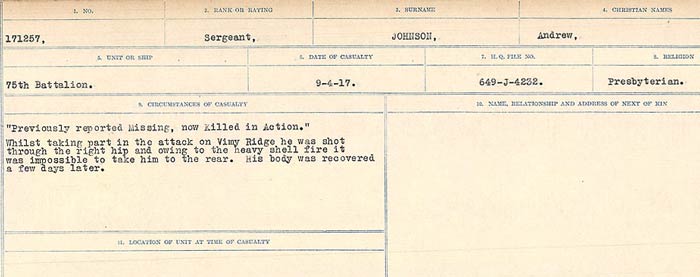 1. NO.
2. RANK OR RATING
3. SURNAME
4. CHRISTIAN NAMES
171257,
Sergeant,
JOHNSON,
Andrew,
5. UNIT OR SHIP
6. DATE OF CASUALTY
7. H. Q. FILE NO.
8. RELIGION
75th Battalion.
9-4-17.
649-J-4232.
Presbyterian.
9. CIRCUMSTANCES OF CASUALTY
10. NAME, RELATIONSHIP AND ADDRESS OF NEXT OF KIN
"Previously reported Missing, now Killed in Action."
Whilst taking part in the attack on Vimy Ridge he was shot
through the right hip and owing to the heavy shell fire it
was impossible to take him to the rear. His body was recovered
a few days later.
11. LOCATION OF UNIT AT TIME OF CASUALTY